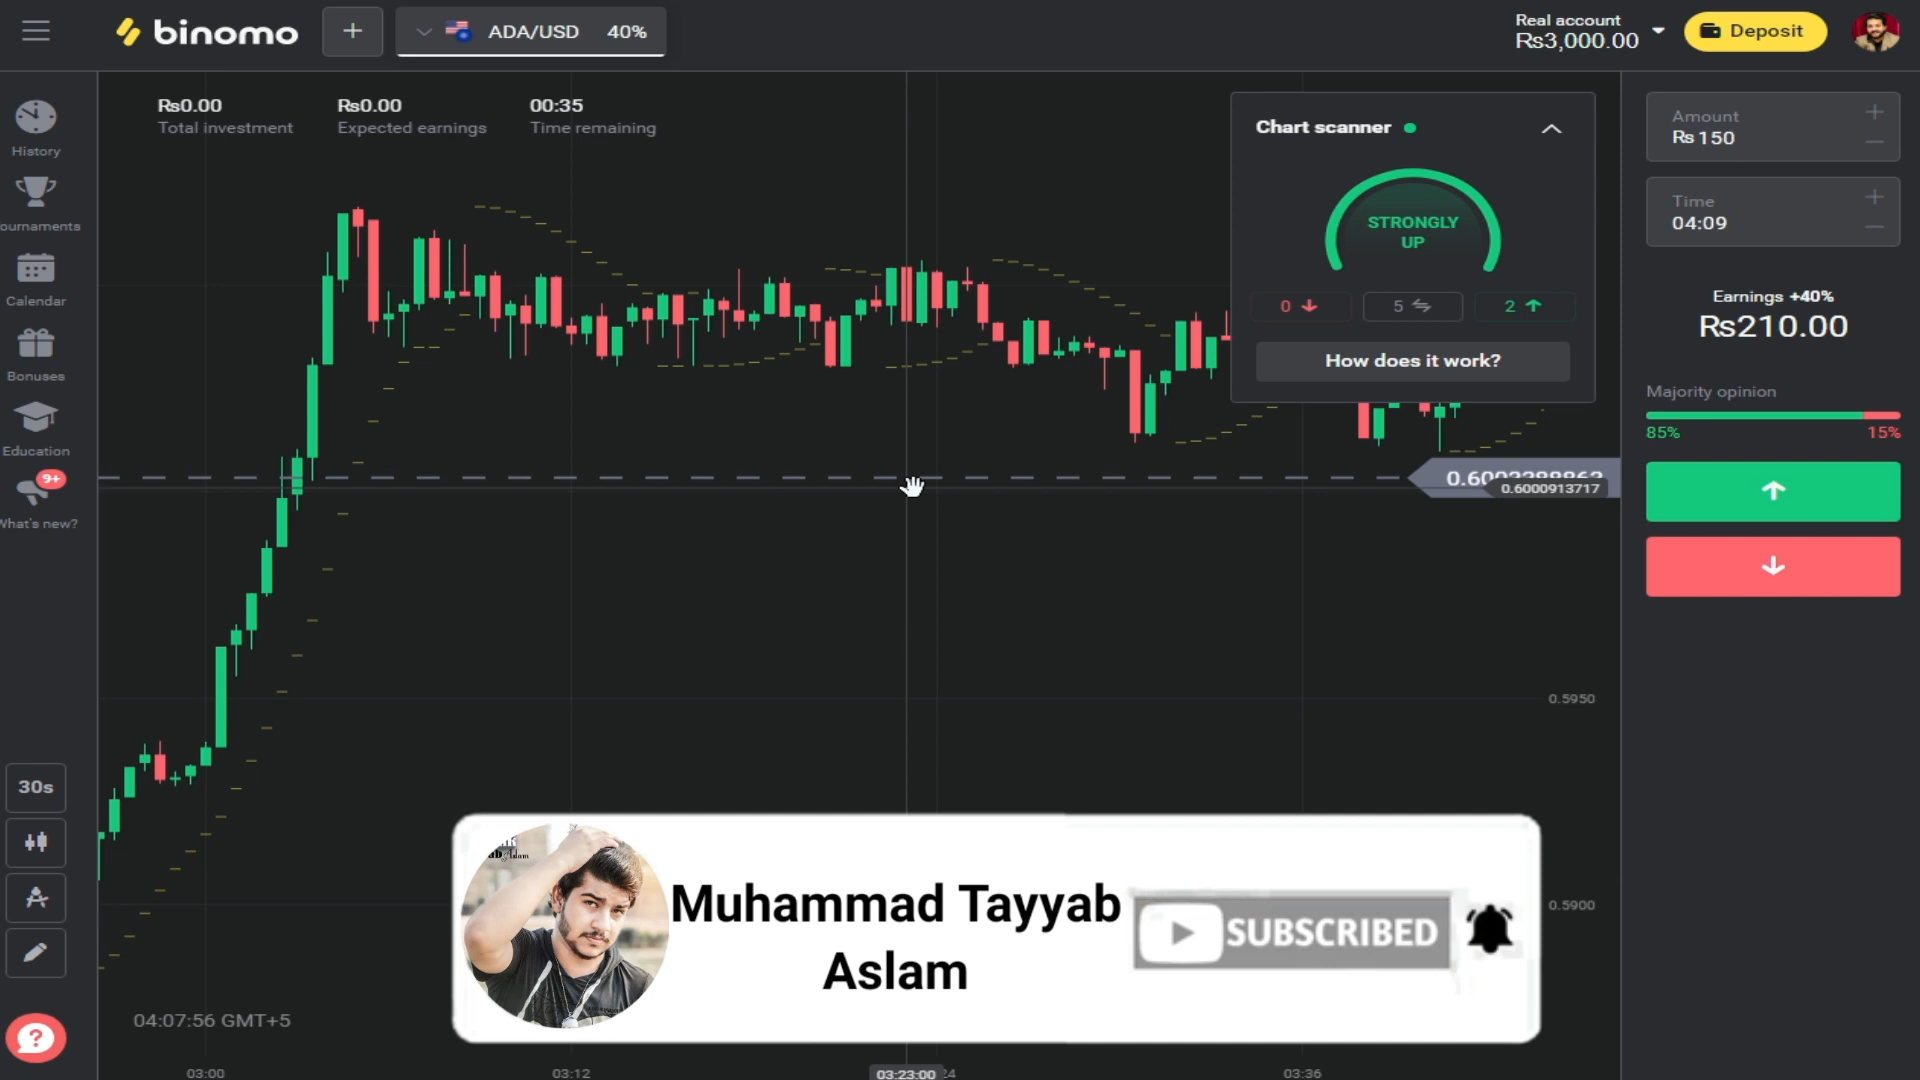 binomo
+
ADA/USD 40%
Real account
Rs3,000.00
Deposit
Rs0.00
Total investment
Rs0.00
Expected earnings
00:35
Time remaining
History
ournaments
Calendar
Bonuses
Education
9+
What's new?
Chart scanner
STRONGLY
UP
0
5
2
How does it work?
Amount
Rs 150
Time
04:09
Earnings +40%
Rs210.00
Majority opinion
85% 15%
0.6000913717
0.5950
0.5900
30s
Muhammad Tayyab
Aslam
SUBSCRIBED
04:07:56 GMT+5
03:00 03:12 03:23:00 03:36
?